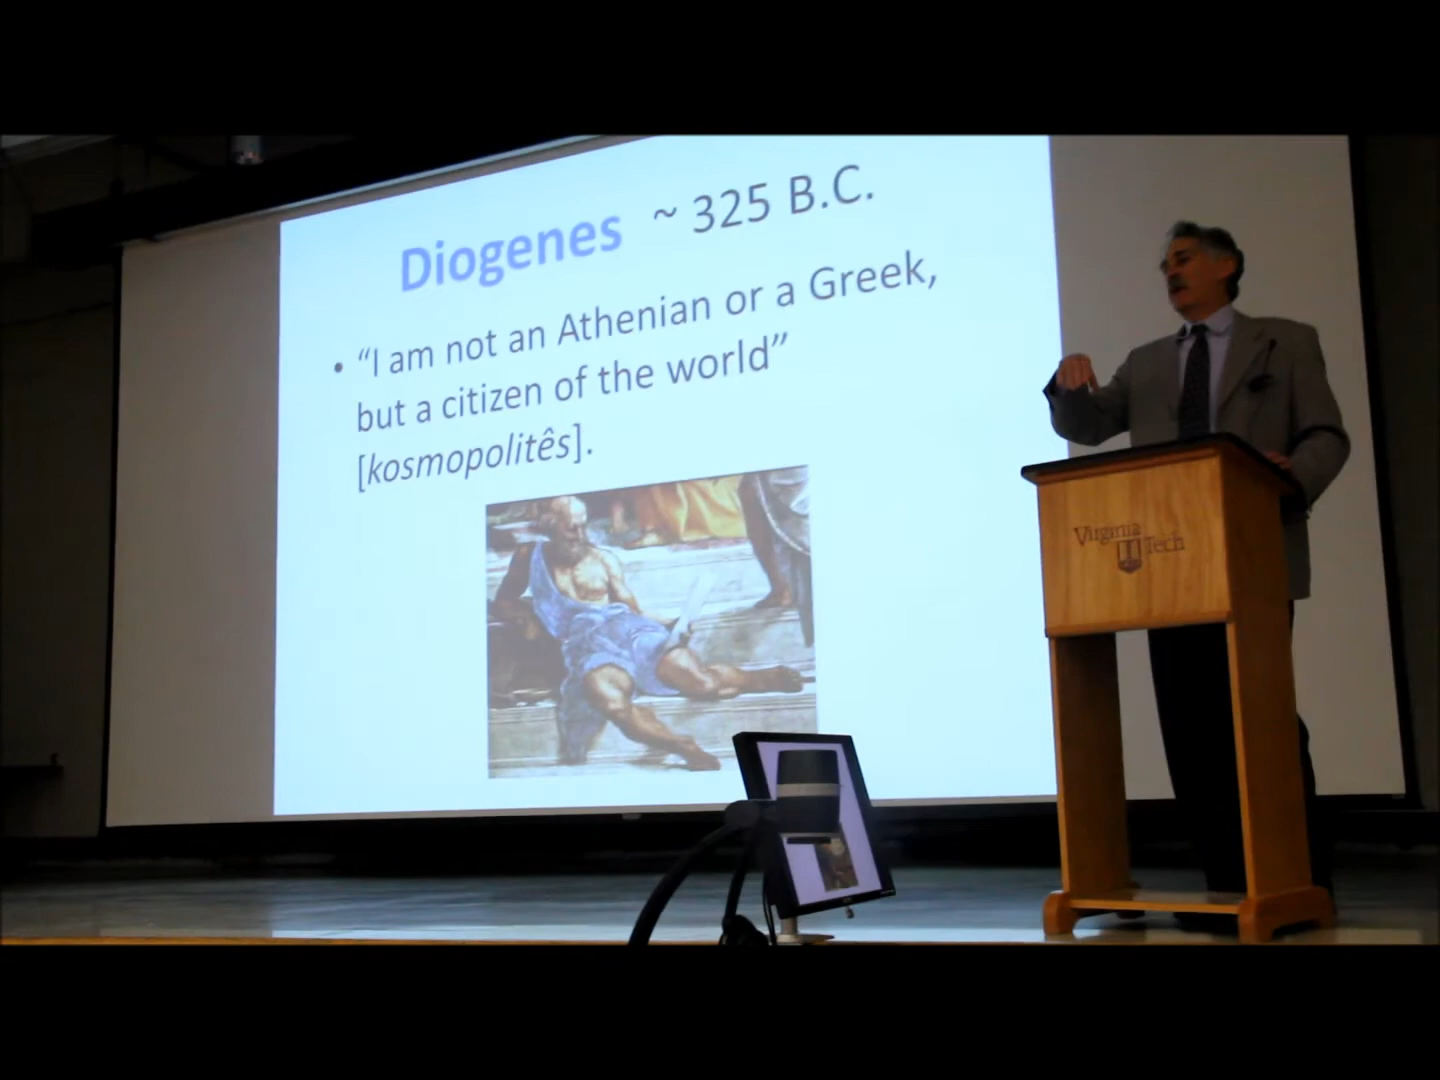 Diogenes ~ 325 B.C.
• “I am not an Athenian or a Greek,
but a citizen of the world”
[kosmopolitês].
Virginia
Tech